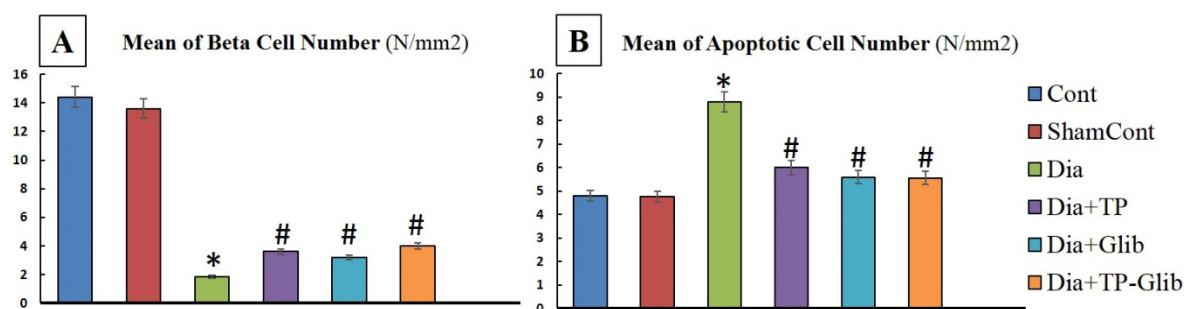 A
Mean of Beta Cell Number (N/mm2)
16
14
12
10
8
6
4
2
0
*
#
#
#
B
Mean of Apoptotic Cell Number (N/mm2)
10
9
8
7
6
5
4
3
2
1
0
*
#
#
#
Cont
ShamCont
Dia
Dia+TP
Dia+Glib
Dia+TP-Glib